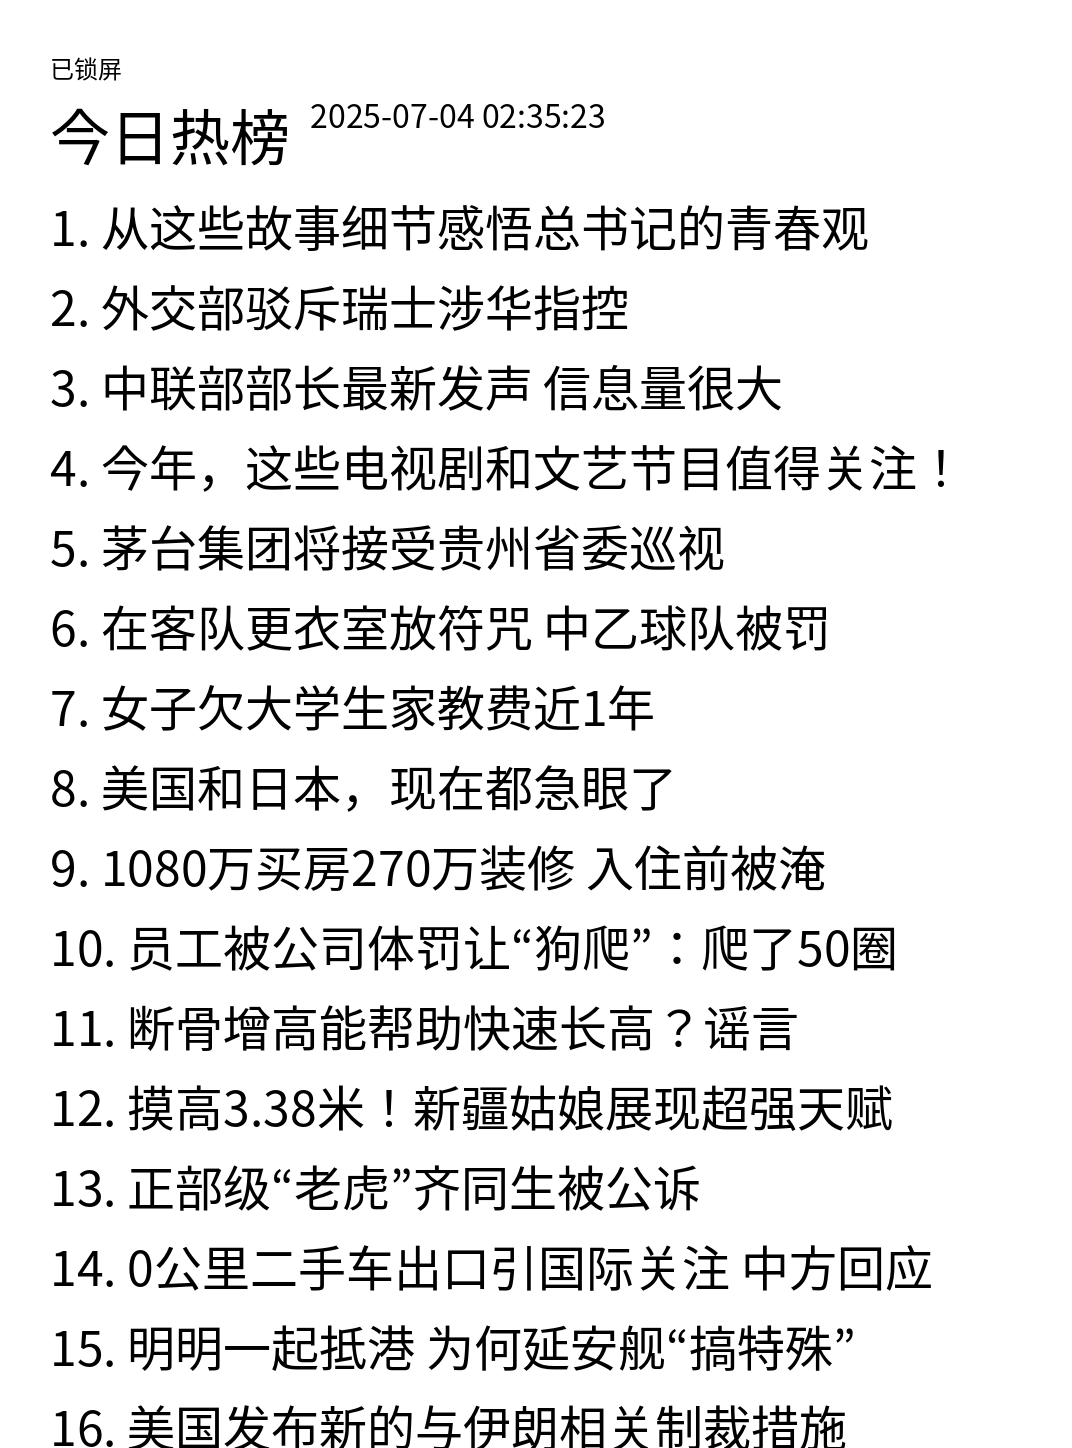 已锁屏
今日热榜 2025-07-04 02:35:23
1. 从这些故事细节感悟总书记的青春观
2. 外交部驳斥瑞士涉华指控
3. 中联部部长最新发声 信息量很大
4. 今年，这些电视剧和文艺节目值得关注！
5. 茅台集团将接受贵州省委巡视
6. 在客队更衣室放符咒 中乙球队被罚
7. 女子欠大学生家教费近1年
8. 美国和日本，现在都急眼了
9. 1080万买房270万装修 入住前被淹
10. 员工被公司体罚让“狗爬”：爬了50圈
11. 断骨增高能帮助快速长高？谣言
12. 摸高3.38米！新疆姑娘展现超强天赋
13. 正部级“老虎”齐同生被公诉
14. 0公里二手车出口引国际关注 中方回应
15. 明明一起抵港 为何延安舰“搞特殊”
16. 美国发布新的与伊朗相关制裁措施